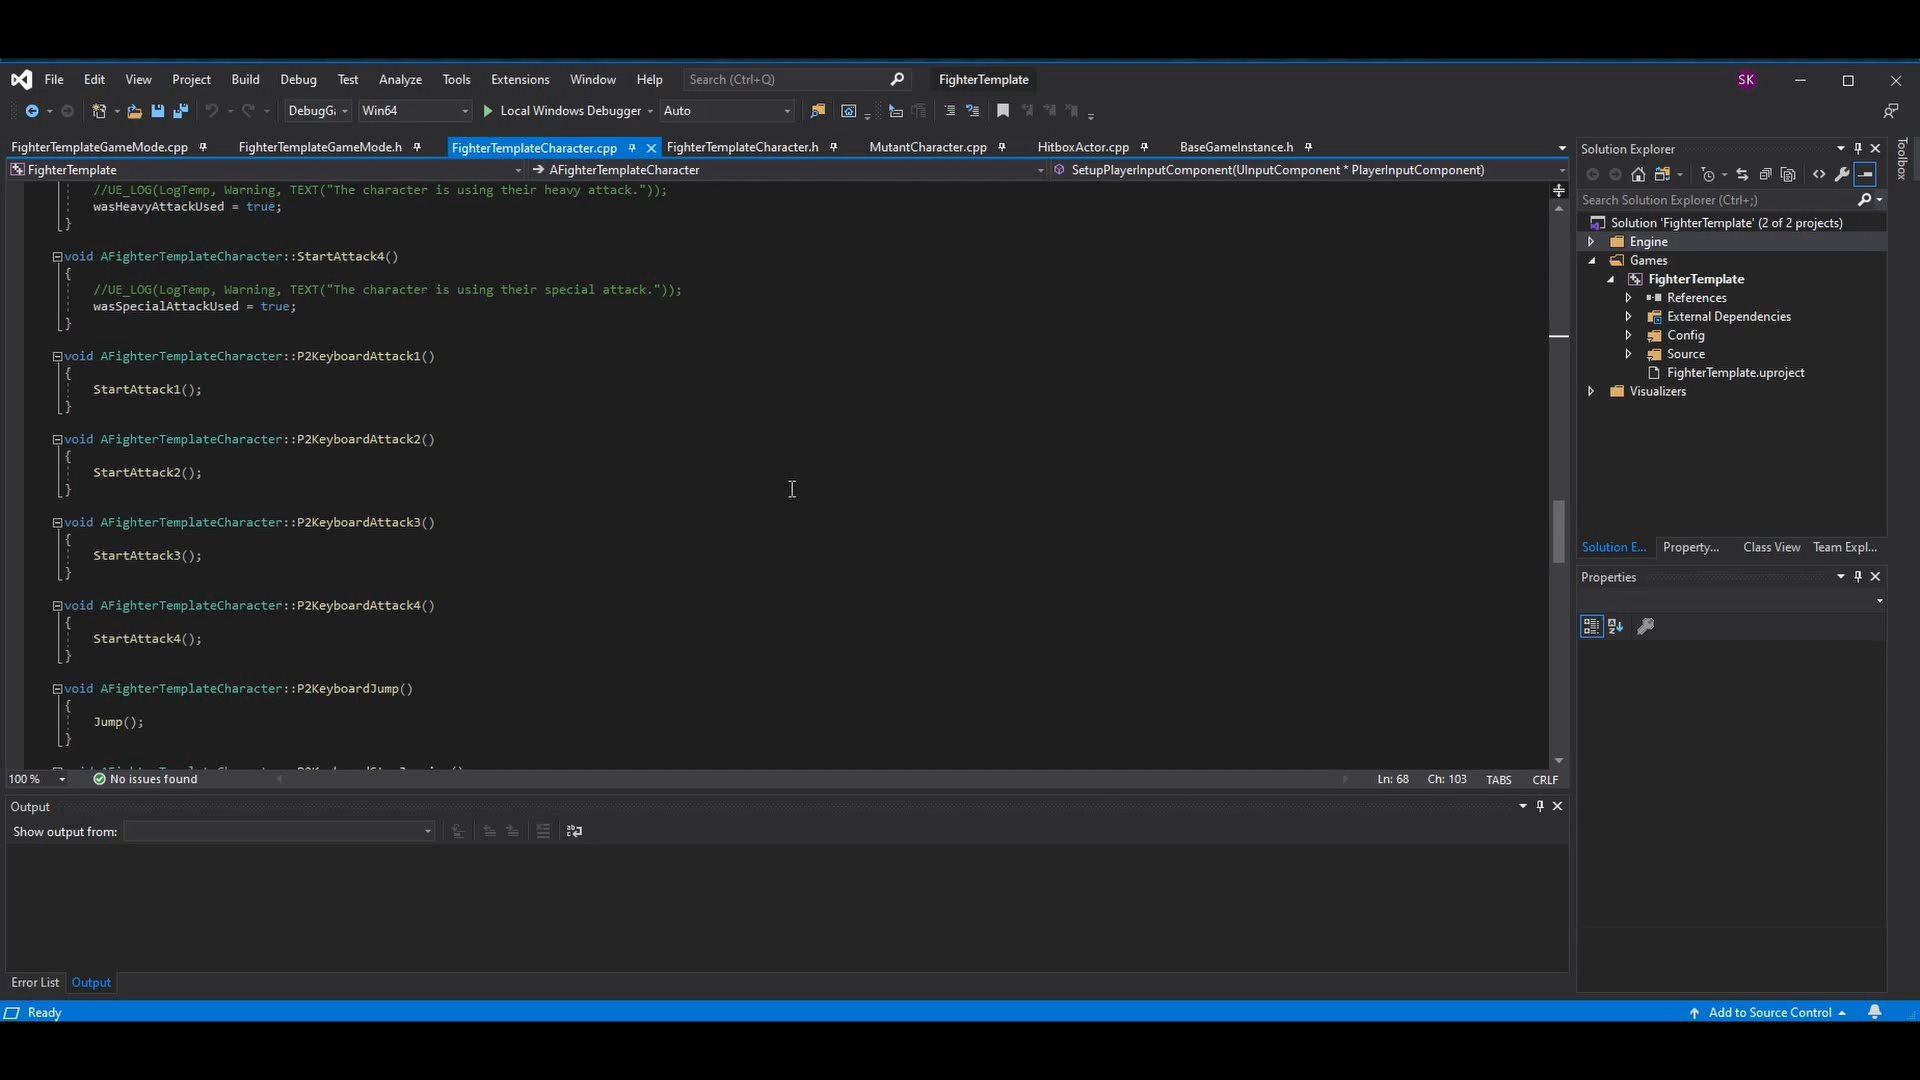 File Edit View Project Build Debug Test Analyze Tools Extensions Window Help Search (Ctrl+Q) FighterTemplate SK
DebugG Win64 Local Windows Debugger Auto
FighterTemplateGameMode.cpp FighterTemplateGameMode.h FighterTemplateCharacter.cpp FighterTemplateCharacter.h MutantCharacter.cpp HitboxActor.cpp BaseGameInstance.h
FighterTemplate AFighterTemplateCharacter SetupPlayerInputComponent(UInputComponent * PlayerInputComponent)
//UE_LOG(LogTemp, Warning, TEXT("The character is using their heavy attack."));
wasHeavyAttackUsed = true;
}
void AFighterTemplateCharacter::StartAttack4()
{
//UE_LOG(LogTemp, Warning, TEXT("The character is using their special attack."));
wasSpecialAttackUsed = true;
}
void AFighterTemplateCharacter::P2KeyboardAttack1()
{
StartAttack1();
}
void AFighterTemplateCharacter::P2KeyboardAttack2()
{
StartAttack2();
}
void AFighterTemplateCharacter::P2KeyboardAttack3()
{
StartAttack3();
}
void AFighterTemplateCharacter::P2KeyboardAttack4()
{
StartAttack4();
}
void AFighterTemplateCharacter::P2KeyboardJump()
{
Jump();
}
100 % No issues found Ln: 68 Ch: 103 TABS CRLF
Output
Show output from:
Error List Output
Solution Explorer
Search Solution Explorer (Ctrl+;)
Solution 'FighterTemplate' (2 of 2 projects)
Engine
Games
FighterTemplate
References
External Dependencies
Config
Source
FighterTemplate.uproject
Visualizers
Solution E... Property... Class View Team Expl...
Properties
Toolbox
Ready Add to Source Control